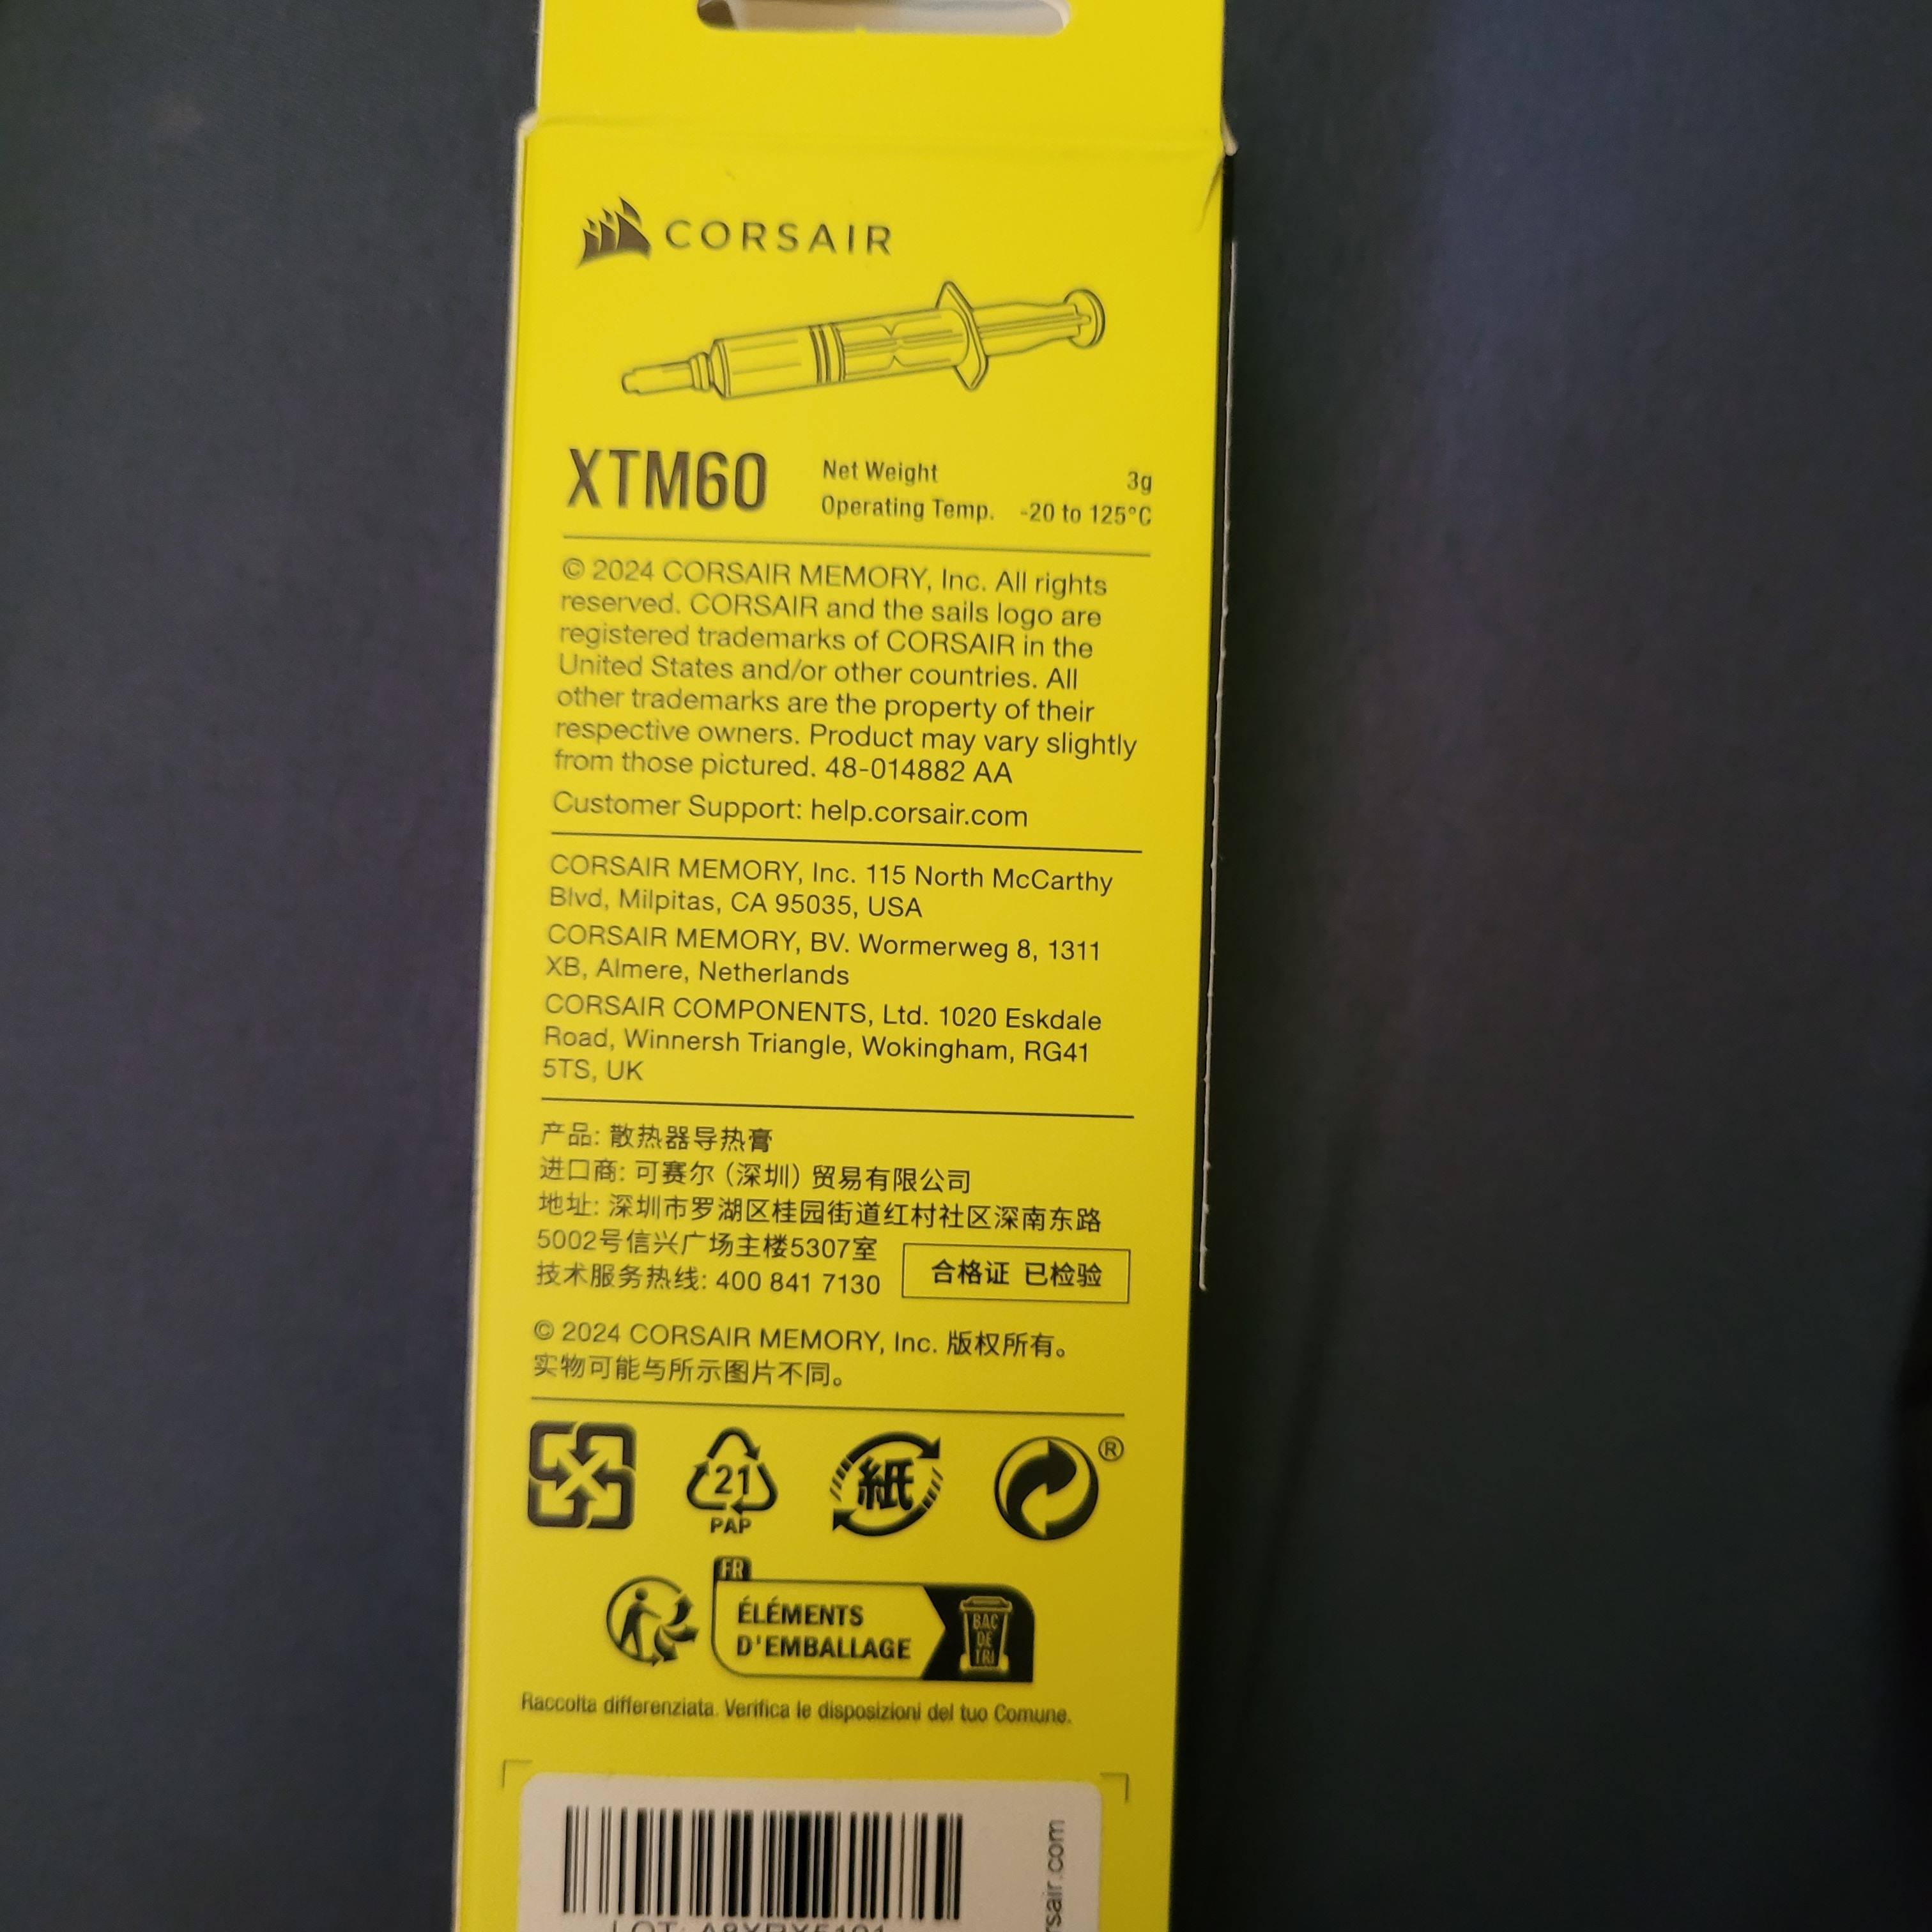 CORSAIR
XTM60
Net Weight 3g
Operating Temp. -20 to 125°C
© 2024 CORSAIR MEMORY, Inc. All rights
reserved. CORSAIR and the sails logo are
registered trademarks of CORSAIR in the
United States and/or other countries. All
other trademarks are the property of their
respective owners. Product may vary slightly
from those pictured. 48-014882 AA
Customer Support: help.corsair.com
CORSAIR MEMORY, Inc. 115 North McCarthy
Blvd, Milpitas, CA 95035, USA
CORSAIR MEMORY, BV. Wormerweg 8, 1311
XB, Almere, Netherlands
CORSAIR COMPONENTS, Ltd. 1020 Eskdale
Road, Winnersh Triangle, Wokingham, RG41
5TS, UK
产品: 散热器导热膏
进口商: 可赛尔 (深圳) 贸易有限公司
地址: 深圳市罗湖区桂园街道红村社区深南东路
5002号信兴广场主楼5307室
技术服务热线: 400 841 7130
合格证 已检验
© 2024 CORSAIR MEMORY, Inc. 版权所有。
实物可能与所示图片不同。
21
PAP
紙
®
FR
ÉLÉMENTS
D'EMBALLAGE
BAC
DE
TRI
Raccolta differenziata. Verifica le disposizioni del tuo Comune.
rsair.com
LOT: